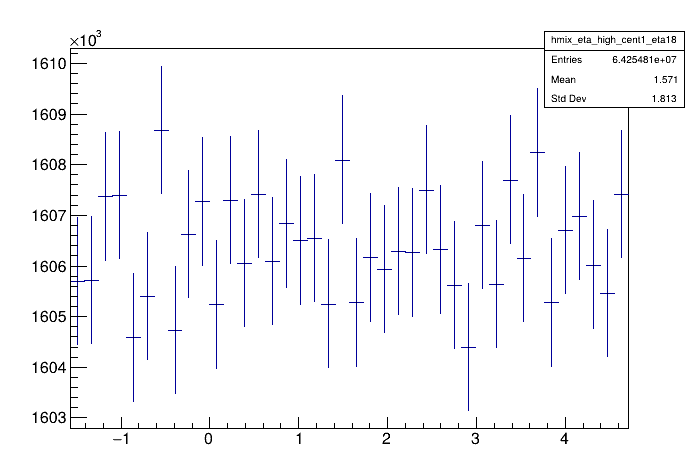 ×10³
hmix_eta_high_cent1_eta18
Entries 6.425481e+07
Mean 1.571
Std Dev 1.813
1610
1609
1608
1607
1606
1605
1604
1603
−1 0 1 2 3 4